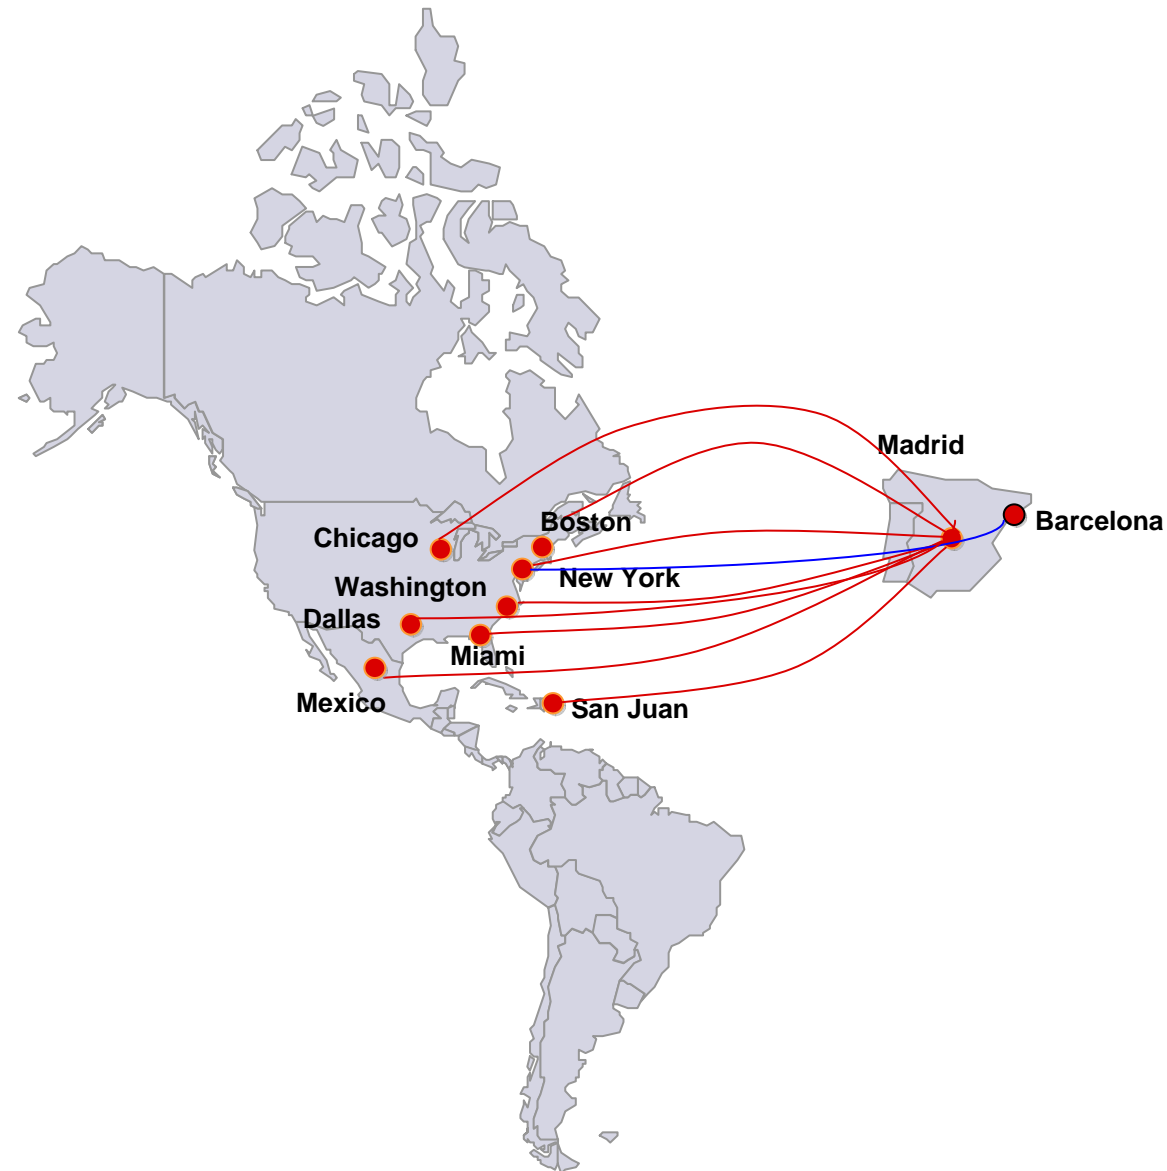 Madrid
Barcelona
Boston
Chicago
New York
Washington
Dallas
Miami
Mexico
San Juan